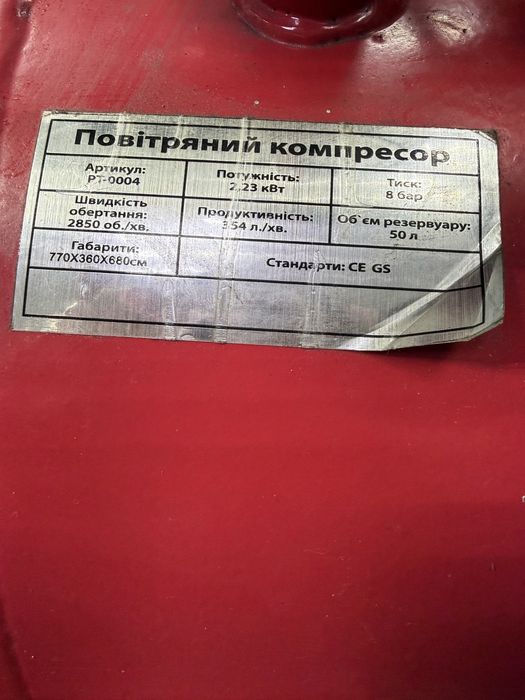 Повітряний компресор
Артикул:
PT-0004
Потужність:
2,23 кВт
Тиск:
8 бар
Швидкість
обертання:
2850 об./хв.
Продуктивність:
354 л./хв.
Об`єм резервуару:
50 л
Габарити:
770X360X680см
Стандарти: CE GS